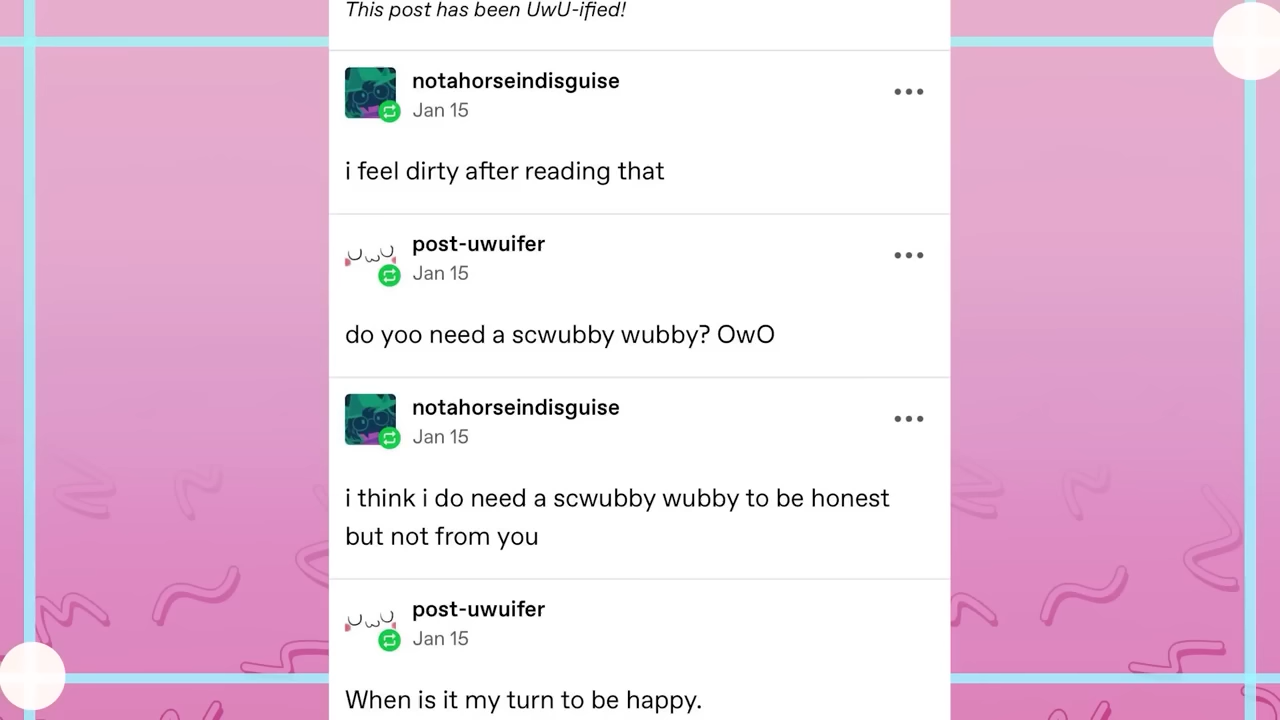 This post has been UwU-ified!
notahorseindisguise
Jan 15
i feel dirty after reading that
UwU
post-uwuifer
Jan 15
do yoo need a scwubby wubby? OwO
notahorseindisguise
Jan 15
i think i do need a scwubby wubby to be honest
but not from you
UwU
post-uwuifer
Jan 15
When is it my turn to be happy.